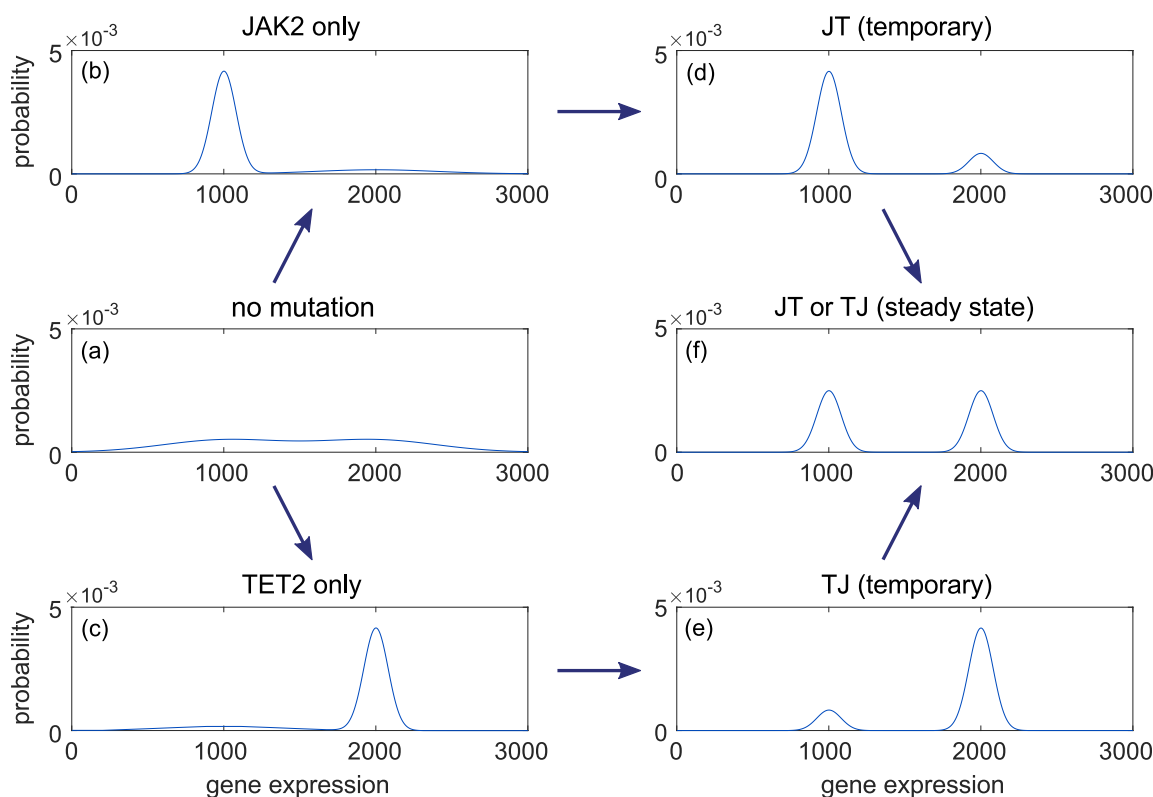 JAK2 only
5 ×10-3
(b)
probability
0
0 1000 2000 3000
JT (temporary)
5 ×10-3
(d)
0
0 1000 2000 3000
no mutation
5 ×10-3
(a)
probability
0
0 1000 2000 3000
JT or TJ (steady state)
5 ×10-3
(f)
0
0 1000 2000 3000
TET2 only
5 ×10-3
(c)
probability
0
0 1000 2000 3000
gene expression
TJ (temporary)
5 ×10-3
(e)
0
0 1000 2000 3000
gene expression